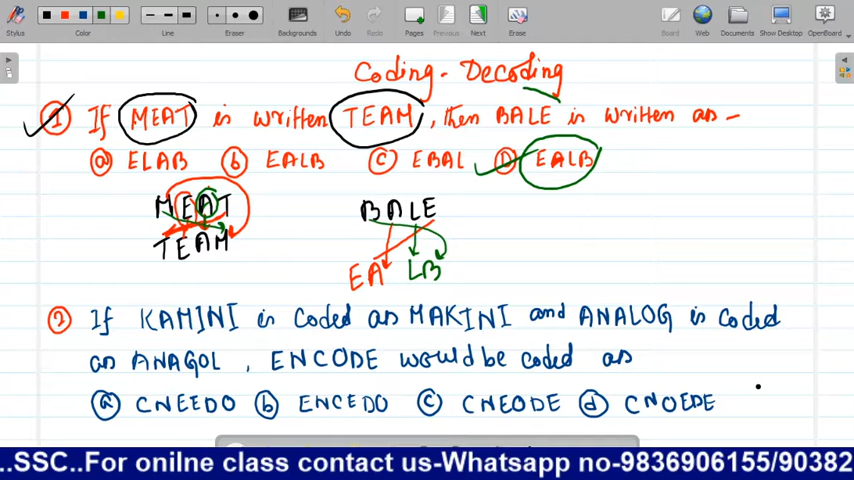 Stylus
Color
Line
Eraser
Backgrounds
Undo
Redo
Pages
Previous
Next
Erase
Board
Web
Documents
Show Desktop
OpenBoard
Coding - Decoding
1 If MEAT is written TEAM, then BALE is written as -
a ELAB b EALB c EBAL D EALB
MEAT BALE
TEAM
EA LB
2 If KAMINI is coded as MAKINI and ANALOG is coded
as ANAGOL, ENCODE would be coded as
a CNEEDO b ENCEDO c CNEODE d CNOEDE
..SSC..For onilne class contact us-Whatsapp no-9836906155/90382